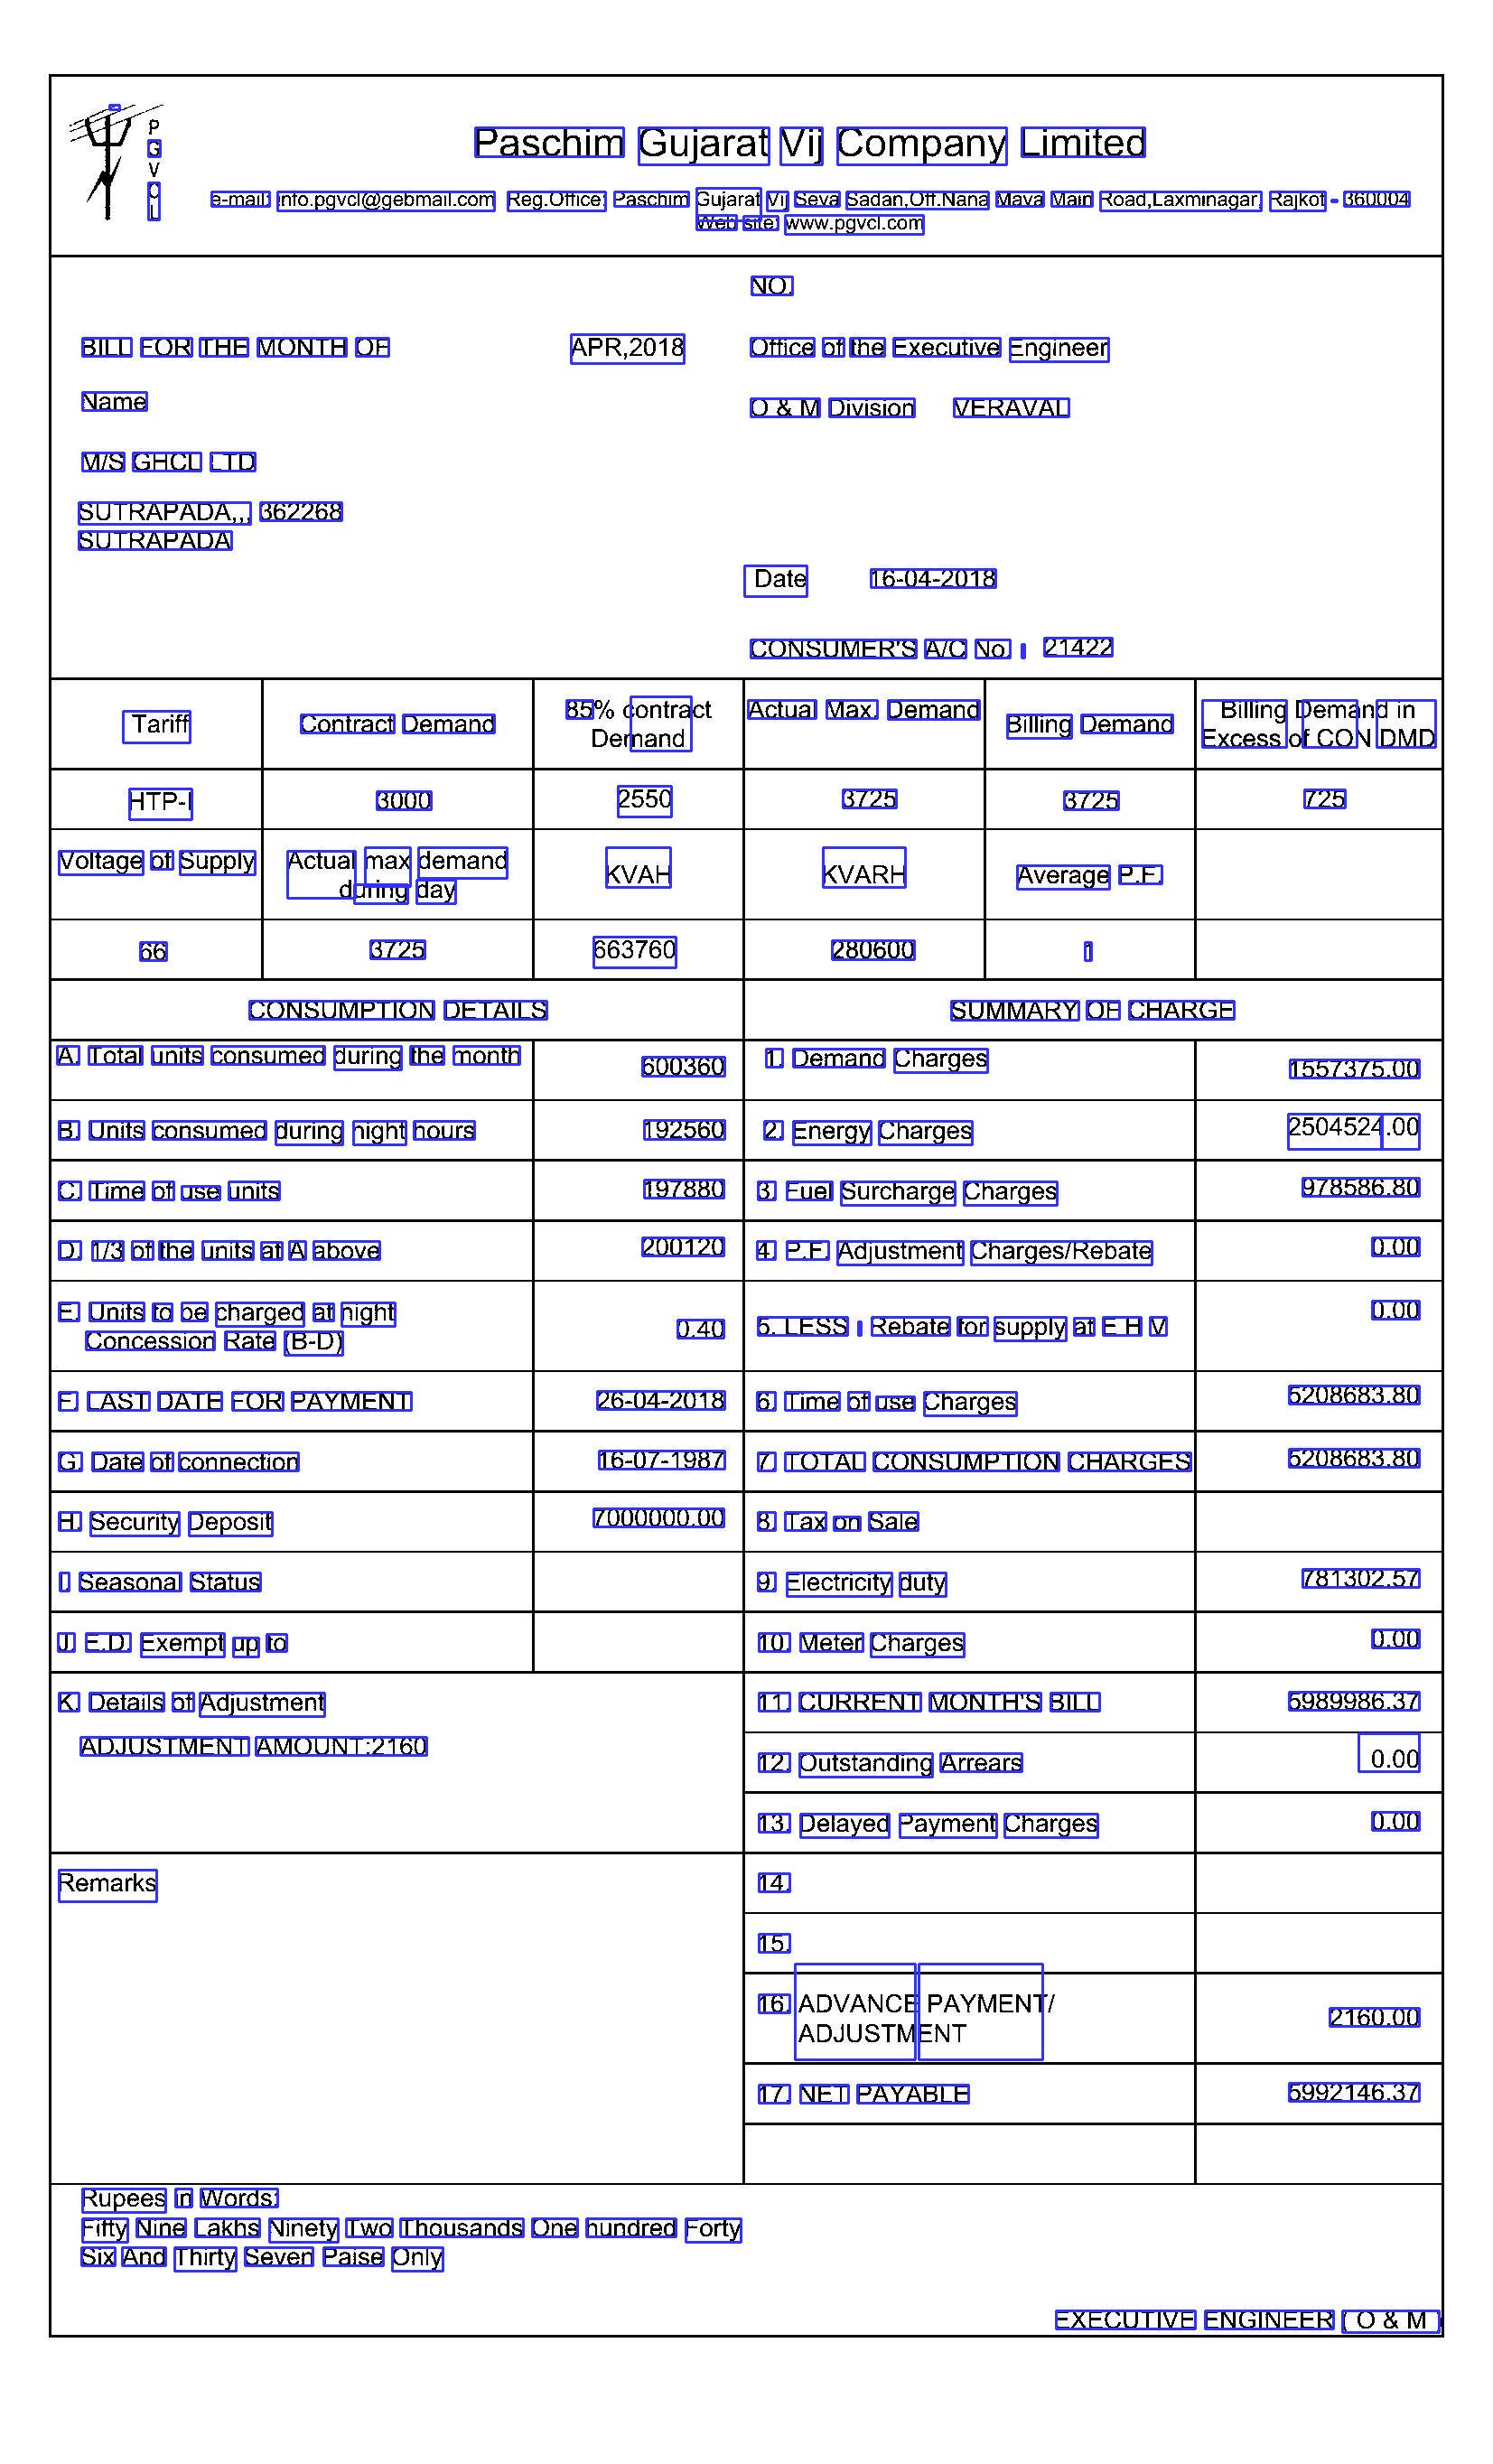 PGVCL
Paschim Gujarat Vij Company Limited
e-mail: info.pgvcl@gebmail.com Reg.Office: Paschim Gujarat Vij Seva Sadan,Off.Nana Mava Main Road,Laxminagar, Rajkot - 360004
Web site: www.pgvcl.com
NO.
BILL FOR THE MONTH OF APR,2018 Office of the Executive Engineer
Name
O & M Division VERAVAL
M/S GHCL LTD
SUTRAPADA,,, 362268
SUTRAPADA
Date 16-04-2018
CONSUMER'S A/C No. : 21422
Tariff Contract Demand 85% contract Demand Actual Max. Demand Billing Demand Billing Demand in Excess of CON DMD
HTP-I 3000 2550 3725 3725 725
Voltage of Supply Actual max demand during day KVAH KVARH Average P.F.
66 3725 663760 280600 1
CONSUMPTION DETAILS SUMMARY OF CHARGE
A. Total units consumed during the month 600360 1. Demand Charges 1557375.00
B. Units consumed during night hours 192560 2. Energy Charges 2504524.00
C. Time of use units 197880 3. Fuel Surcharge Charges 978586.80
D. 1/3 of the units at A above 200120 4. P.F. Adjustment Charges/Rebate 0.00
E. Units to be charged at night Concession Rate (B-D) 0.40 5. LESS : Rebate for supply at E H V 0.00
F. LAST DATE FOR PAYMENT 26-04-2018 6. Time of use Charges 5208683.80
G. Date of connection 16-07-1987 7. TOTAL CONSUMPTION CHARGES 5208683.80
H. Security Deposit 7000000.00 8. Tax on Sale
I Seasonal Status 9. Electricity duty 781302.57
J. E.D. Exempt up to 10. Meter Charges 0.00
K. Details of Adjustment 11. CURRENT MONTH'S BILL 5989986.37
ADJUSTMENT AMOUNT:2160
12. Outstanding Arrears 0.00
13. Delayed Payment Charges 0.00
Remarks 14.
15.
16. ADVANCE PAYMENT/
ADJUSTMENT 2160.00
17. NET PAYABLE 5992146.37
Rupees in Words:
Fifty Nine Lakhs Ninety Two Thousands One hundred Forty
Six And Thirty Seven Paise Only
EXECUTIVE ENGINEER ( O & M )